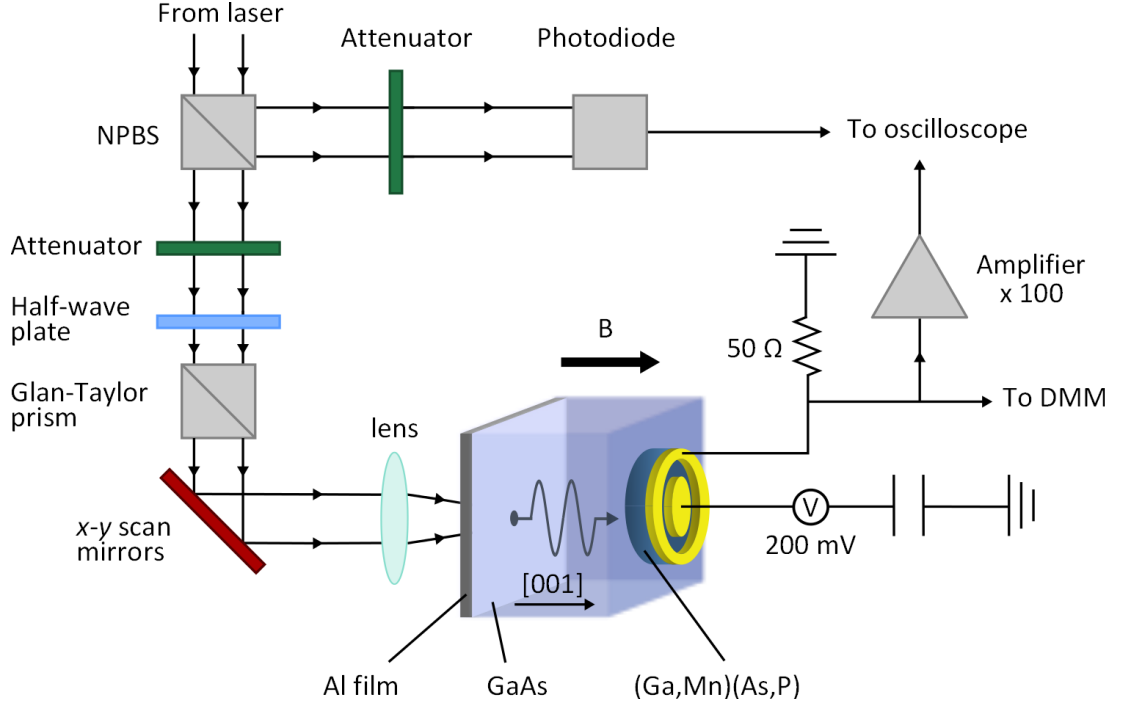 From laser
Attenuator
Photodiode
NPBS
To oscilloscope
Attenuator
Half-wave
plate
Amplifier
x 100
B
50 Ω
Glan-Taylor
prism
To DMM
lens
x-y scan
mirrors
V
200 mV
[001]
Al film
GaAs
(Ga,Mn)(As,P)